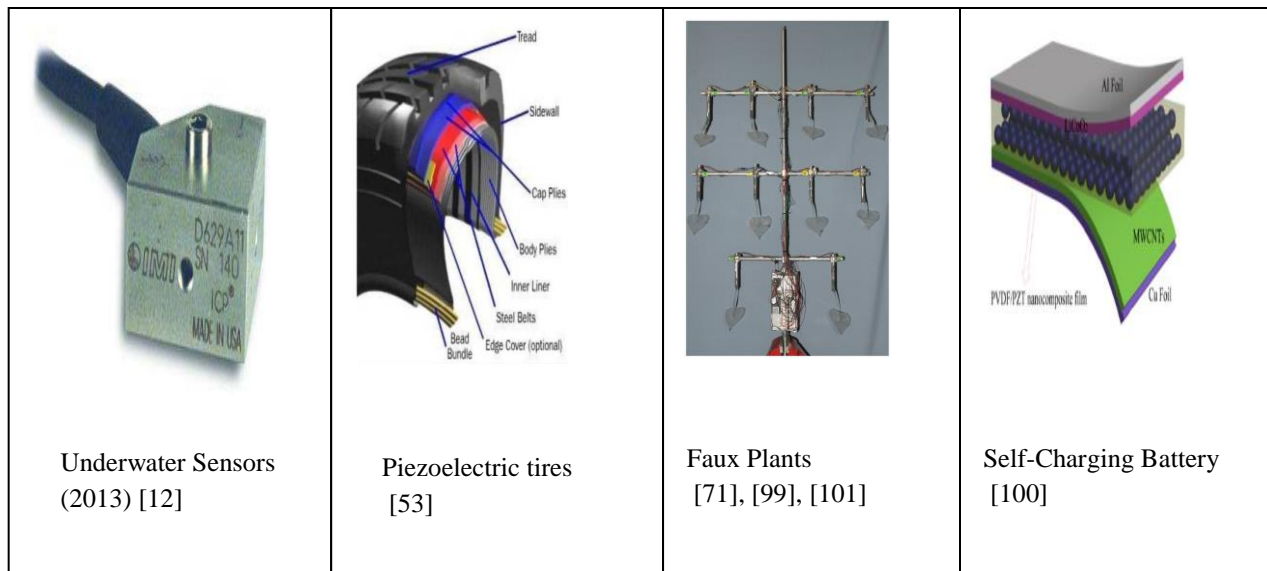 D629A11
SN 140
IMI
ICP®
MADE IN USA
Underwater Sensors
(2013) [12]
Tread
Sidewall
Cap Plies
Body Plies
Inner Liner
Steel Belts
Edge Cover (optional)
Bead
Bundle
Piezoelectric tires
[53]
Faux Plants
[71], [99], [101]
Al Foil
MWCNTs
Cu Foil
PVDF/PZT nanocomposite film
Self-Charging Battery
[100]